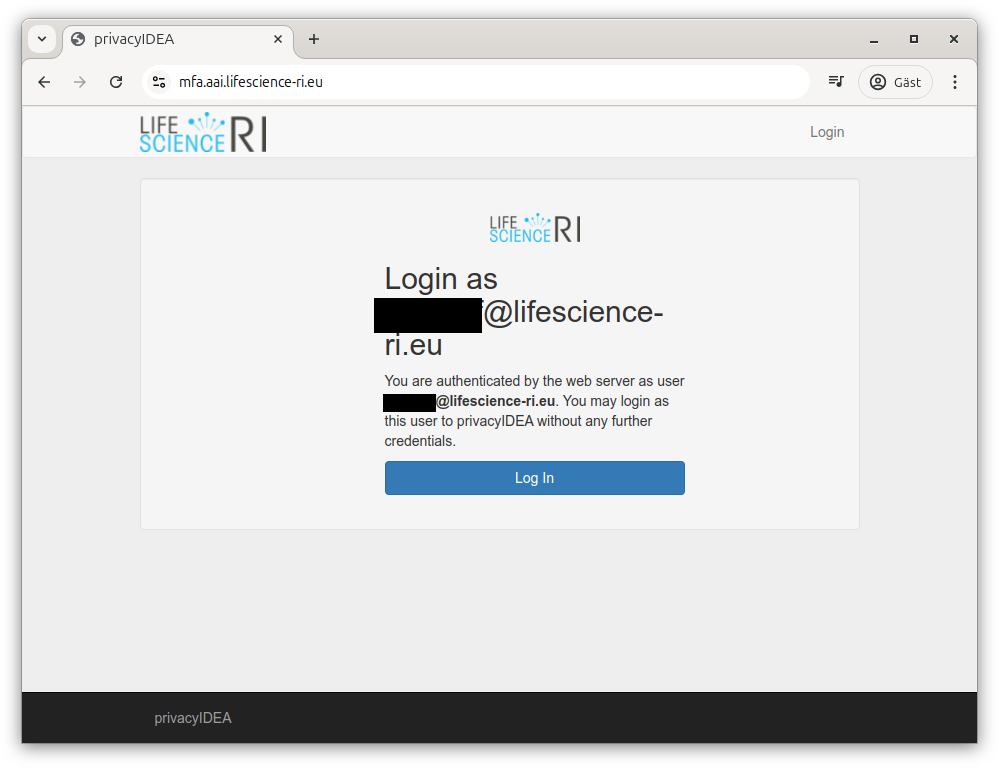 privacyIDEA
mfa.aai.lifescience-ri.eu
Gäst
LIFE
SCIENCE RI
Login
LIFE
SCIENCE RI
Login as
@lifescience-
ri.eu
You are authenticated by the web server as user
@lifescience-ri.eu. You may login as
this user to privacyIDEA without any further
credentials.
Log In
privacyIDEA